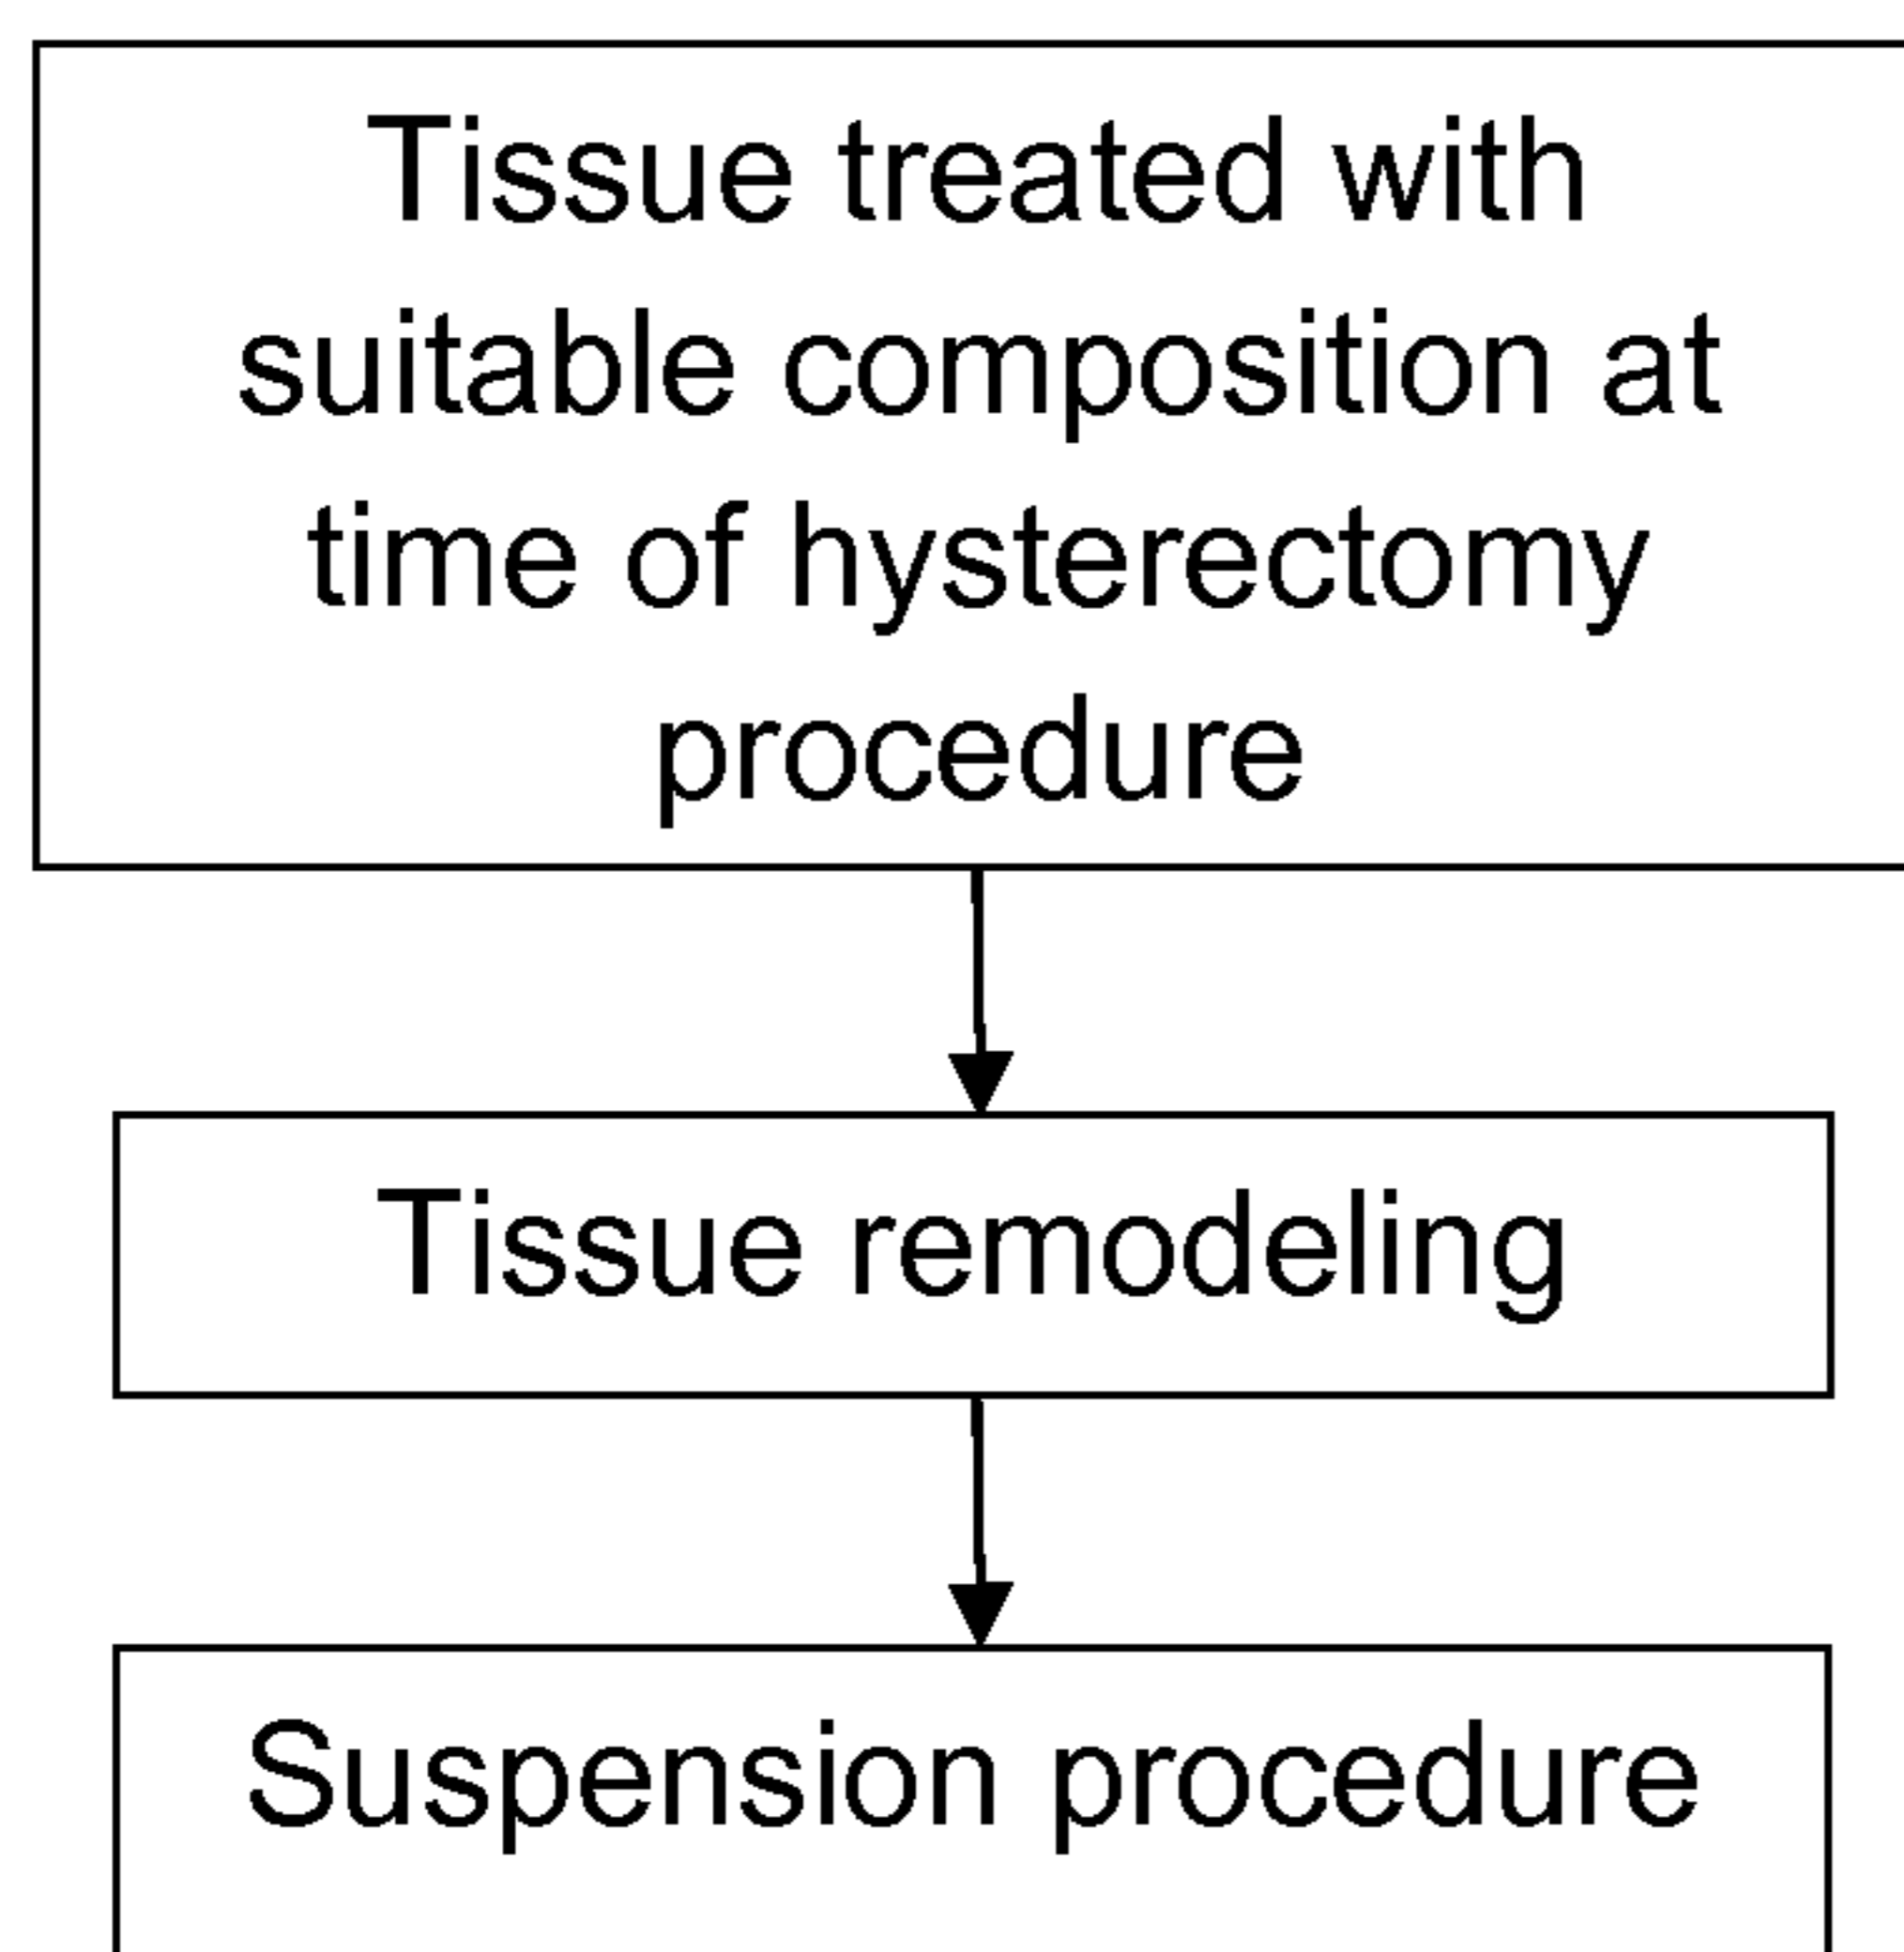 Tissue treated with
suitable composition at
time of hysterectomy
procedure
Tissue remodeling
Suspension procedure